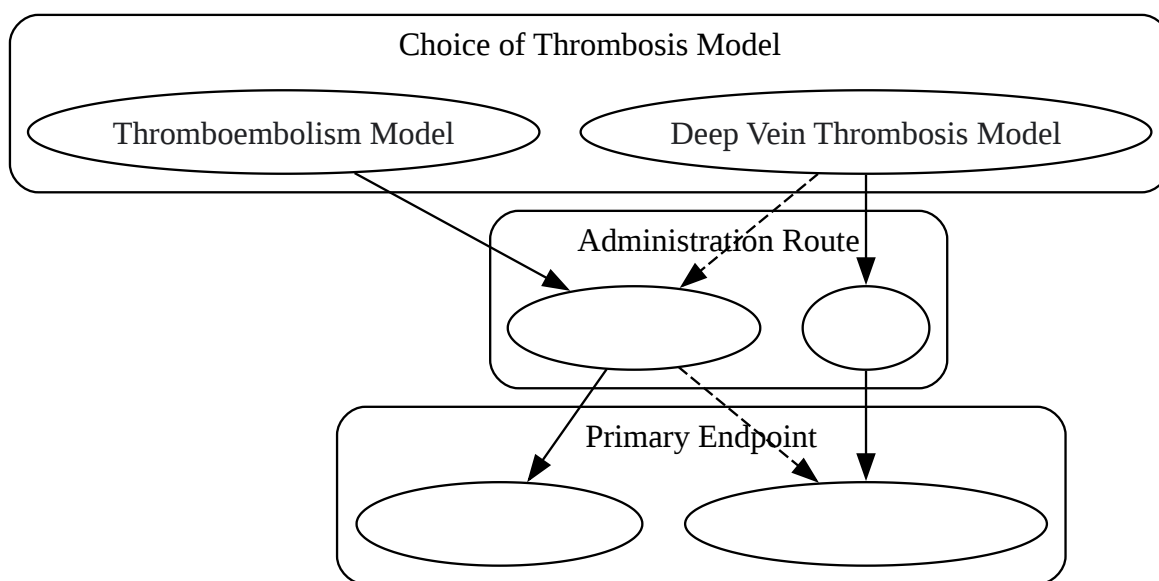 Choice of Thrombosis Model
Thromboembolism Model
Deep Vein Thrombosis Model
Administration Route
Primary Endpoint